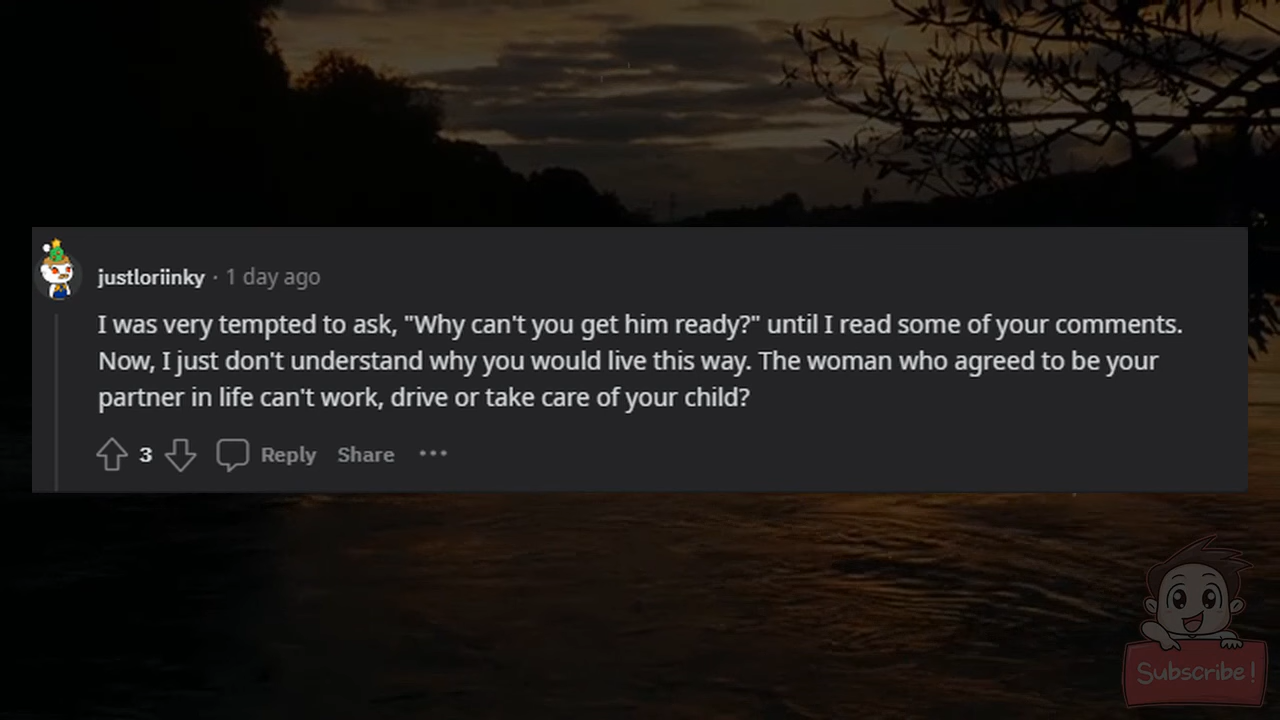 justloriinky · 1 day ago
I was very tempted to ask, "Why can't you get him ready?" until I read some of your comments.
Now, I just don't understand why you would live this way. The woman who agreed to be your
partner in life can't work, drive or take care of your child?
3 Reply Share ···
Subscribe!